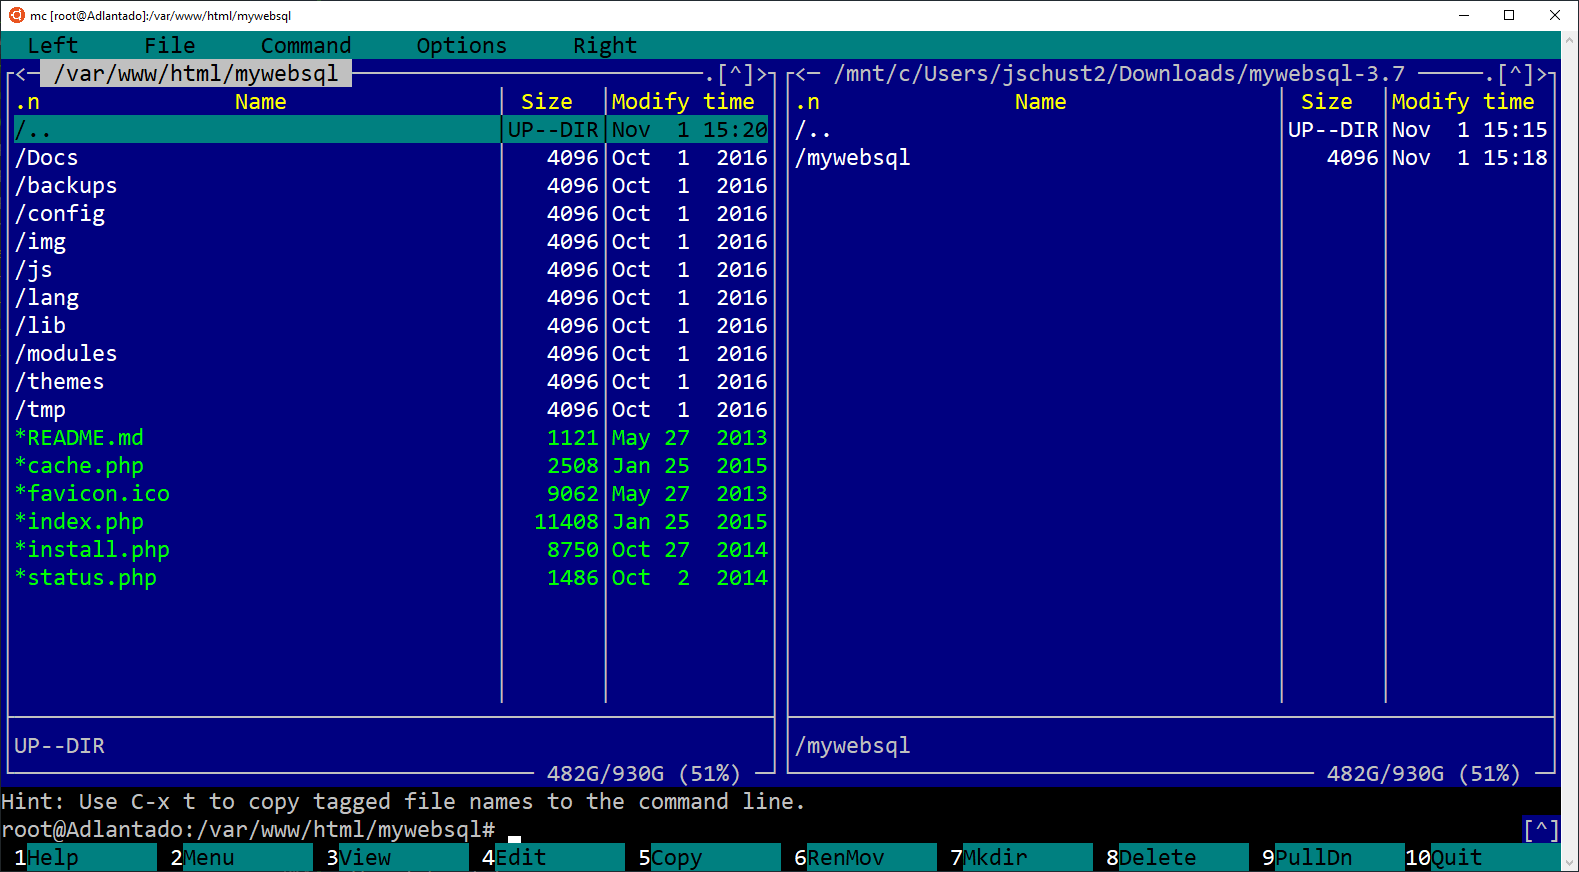 mc [root@Adlantado]:/var/www/html/mywebsql
Left File Command Options Right
<─ /var/www/html/mywebsql ─.[^]>
.n Name Size Modify time
/.. UP--DIR Nov 1 15:20
/Docs 4096 Oct 1 2016
/backups 4096 Oct 1 2016
/config 4096 Oct 1 2016
/img 4096 Oct 1 2016
/js 4096 Oct 1 2016
/lang 4096 Oct 1 2016
/lib 4096 Oct 1 2016
/modules 4096 Oct 1 2016
/themes 4096 Oct 1 2016
/tmp 4096 Oct 1 2016
*README.md 1121 May 27 2013
*cache.php 2508 Jan 25 2015
*favicon.ico 9062 May 27 2013
*index.php 11408 Jan 25 2015
*install.php 8750 Oct 27 2014
*status.php 1486 Oct 2 2014
UP--DIR
482G/930G (51%)
<─ /mnt/c/Users/jschust2/Downloads/mywebsql-3.7 ─.[^]>
.n Name Size Modify time
/.. UP--DIR Nov 1 15:15
/mywebsql 4096 Nov 1 15:18
/mywebsql
482G/930G (51%)
Hint: Use C-x t to copy tagged file names to the command line.
root@Adlantado:/var/www/html/mywebsql# [^]
1Help 2Menu 3View 4Edit 5Copy 6RenMov 7Mkdir 8Delete 9PullDn 10Quit